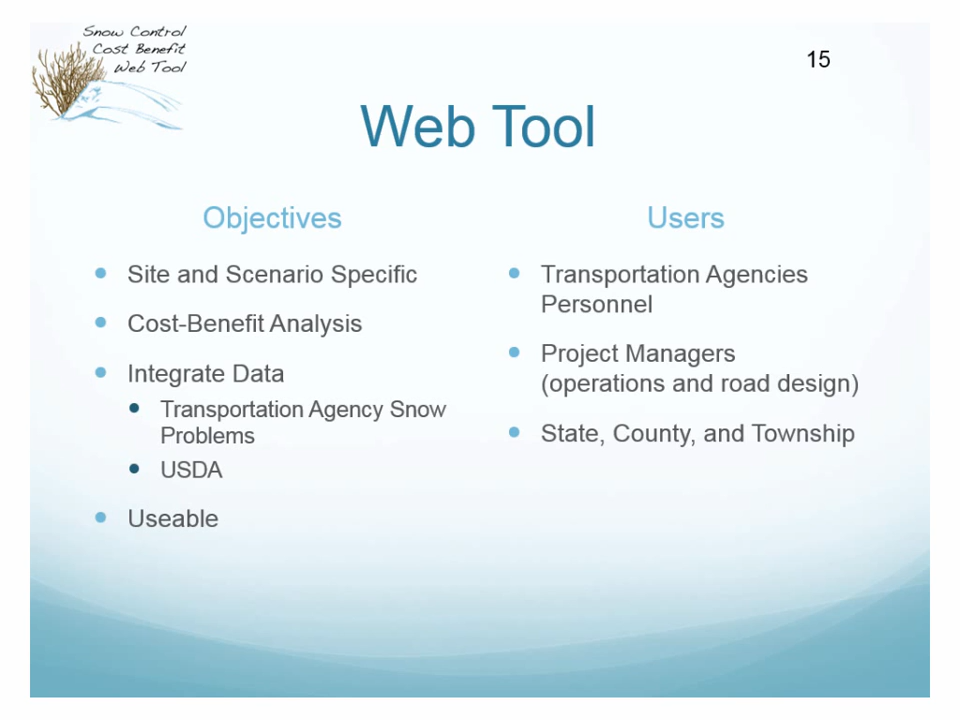 Snow Control
Cost Benefit
Web Tool
15
Web Tool
Objectives
Site and Scenario Specific
Cost-Benefit Analysis
Integrate Data
Transportation Agency Snow
Problems
USDA
Useable
Users
Transportation Agencies
Personnel
Project Managers
(operations and road design)
State, County, and Township